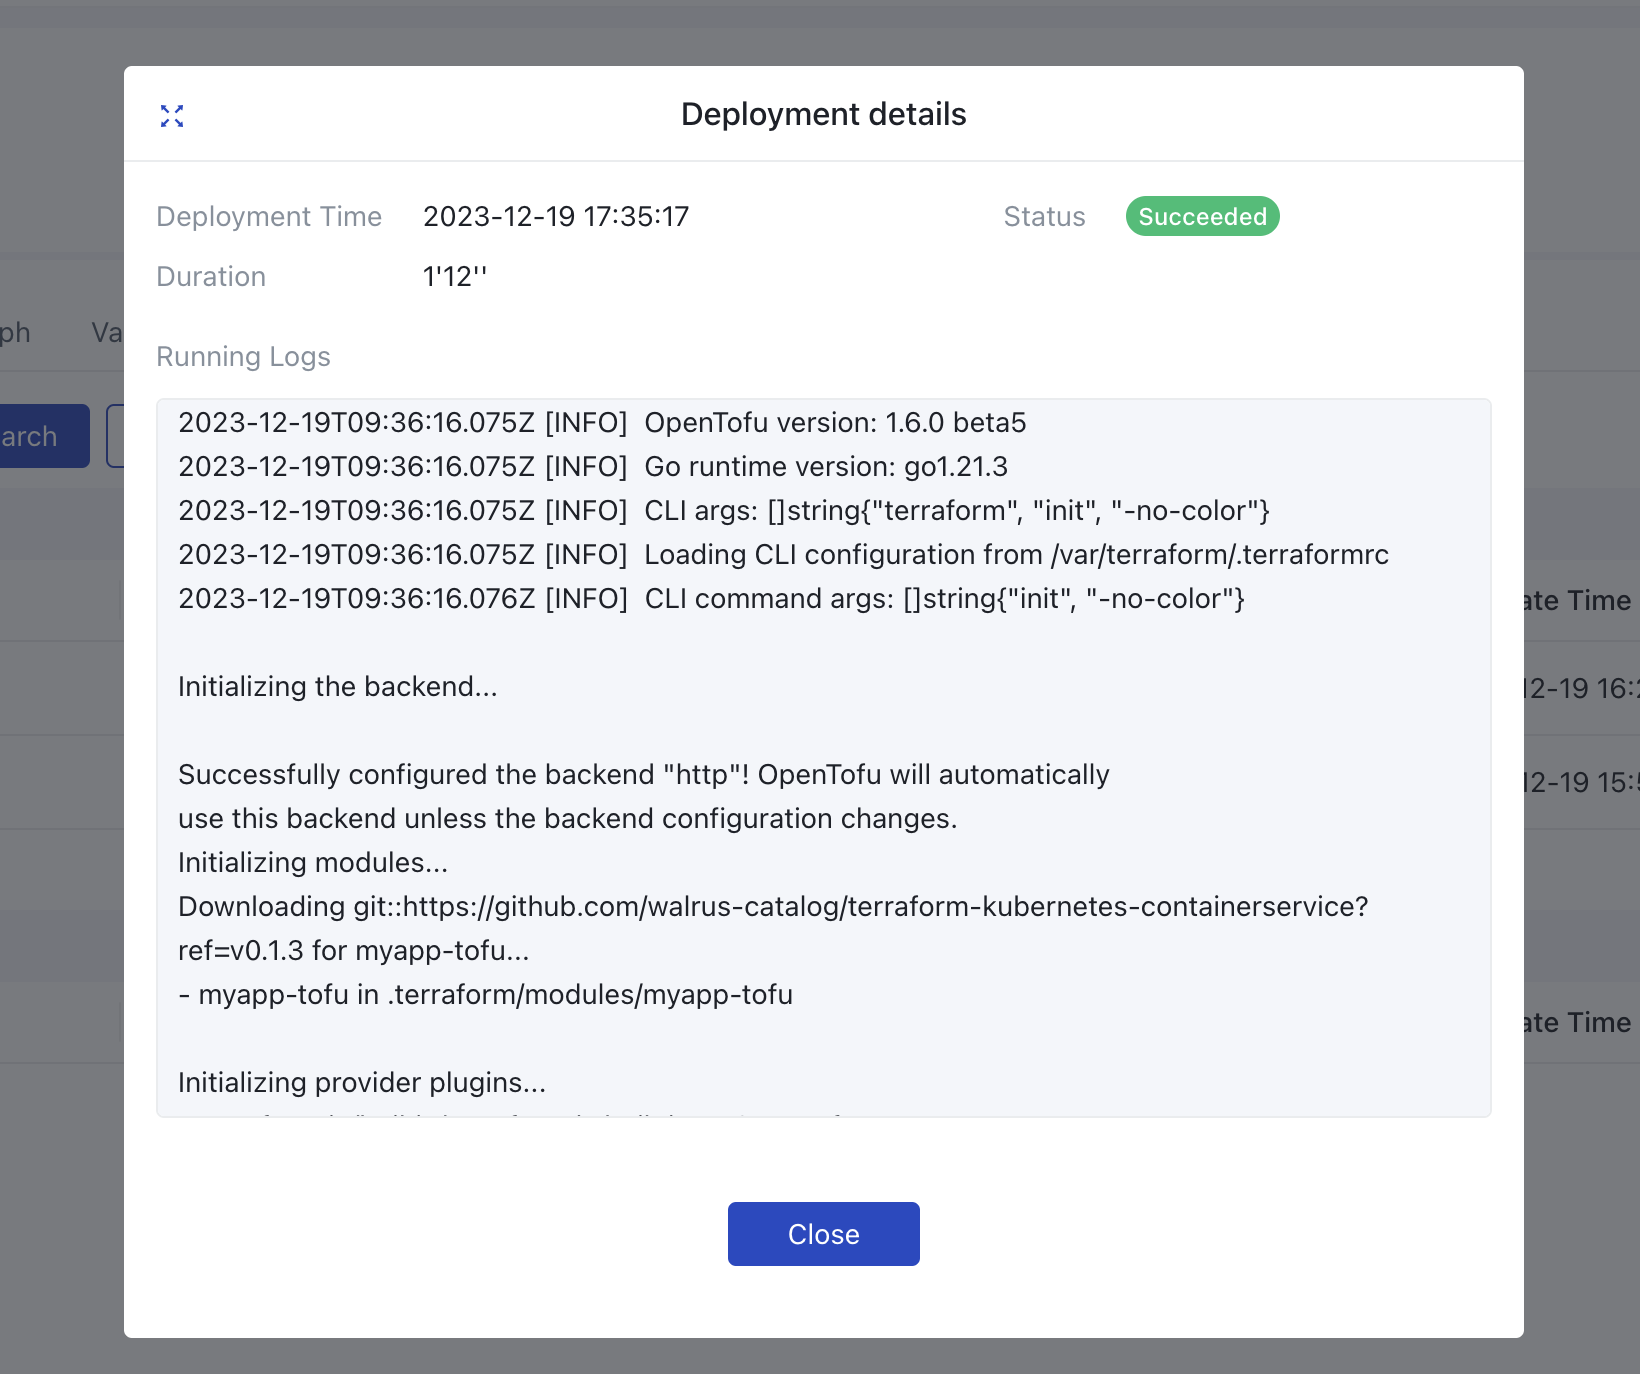 Deployment details
Deployment Time 2023-12-19 17:35:17 Status Succeeded
Duration 1'12''
Running Logs
2023-12-19T09:36:16.075Z [INFO]  OpenTofu version: 1.6.0 beta5
2023-12-19T09:36:16.075Z [INFO]  Go runtime version: go1.21.3
2023-12-19T09:36:16.075Z [INFO]  CLI args: []string{"terraform", "init", "-no-color"}
2023-12-19T09:36:16.075Z [INFO]  Loading CLI configuration from /var/terraform/.terraformrc
2023-12-19T09:36:16.076Z [INFO]  CLI command args: []string{"init", "-no-color"}
Initializing the backend...
Successfully configured the backend "http"! OpenTofu will automatically
use this backend unless the backend configuration changes.
Initializing modules...
Downloading git::https://github.com/walrus-catalog/terraform-kubernetes-containerservice?
ref=v0.1.3 for myapp-tofu...
- myapp-tofu in .terraform/modules/myapp-tofu
Initializing provider plugins...
Close
ph
Va
arch
ate Time
12-19 16:2
12-19 15:5
ate Time